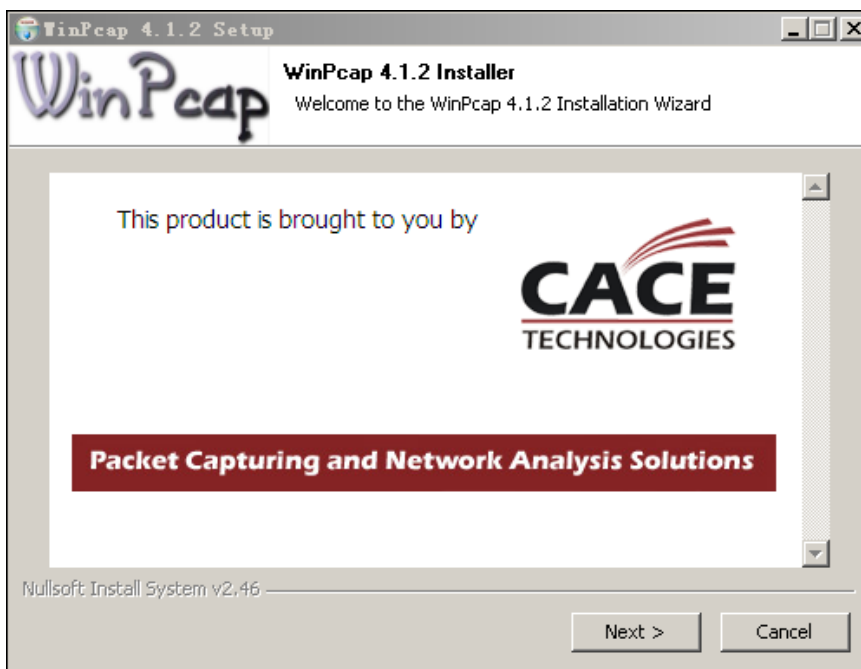 WinPcap 4.1.2 Setup
WinPcap
WinPcap 4.1.2 Installer
Welcome to the WinPcap 4.1.2 Installation Wizard
This product is brought to you by
CACE
TECHNOLOGIES
Packet Capturing and Network Analysis Solutions
Nullsoft Install System v2.46
Next >
Cancel